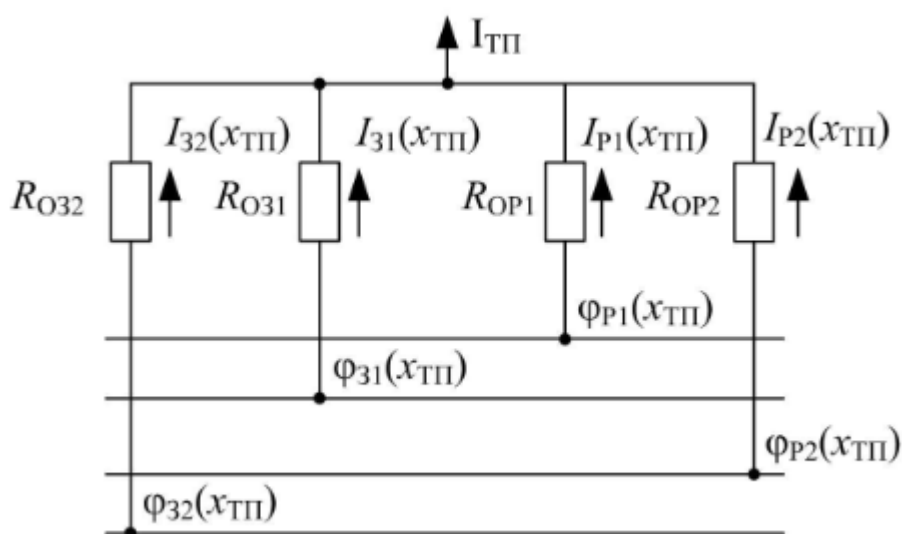 I_ТП
I_З2(x_ТП) I_З1(x_ТП) I_Р1(x_ТП) I_Р2(x_ТП)
R_ОЗ2 R_ОЗ1 R_ОР1 R_ОР2
φ_Р1(x_ТП)
φ_З1(x_ТП)
φ_Р2(x_ТП)
φ_З2(x_ТП)